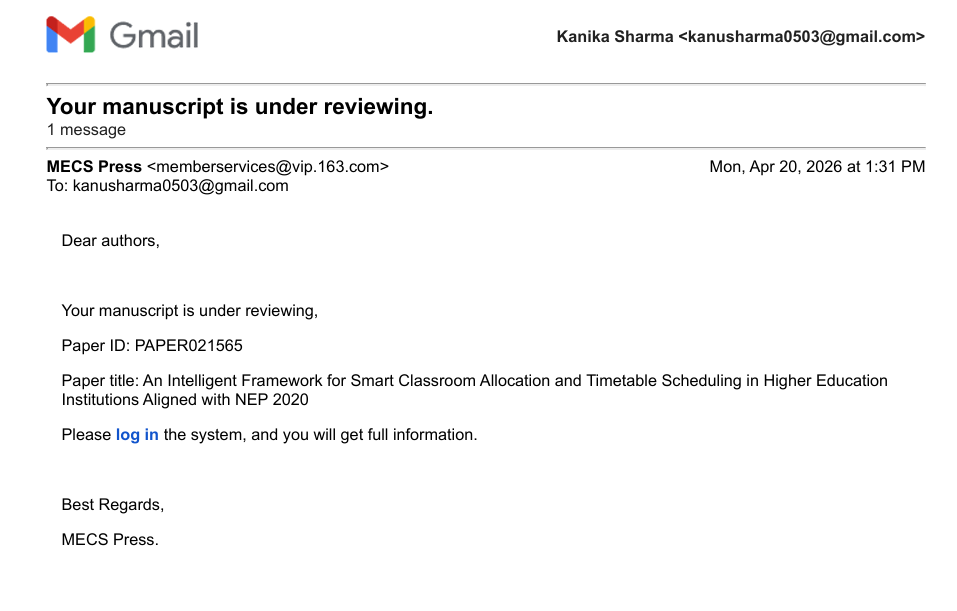 Gmail
Kanika Sharma <kanusharma0503@gmail.com>
Your manuscript is under reviewing.
1 message
MECS Press <memberservices@vip.163.com>
Mon, Apr 20, 2026 at 1:31 PM
To: kanusharma0503@gmail.com
Dear authors,
Your manuscript is under reviewing,
Paper ID: PAPER021565
Paper title: An Intelligent Framework for Smart Classroom Allocation and Timetable Scheduling in Higher Education
Institutions Aligned with NEP 2020
Please log in the system, and you will get full information.
Best Regards,
MECS Press.